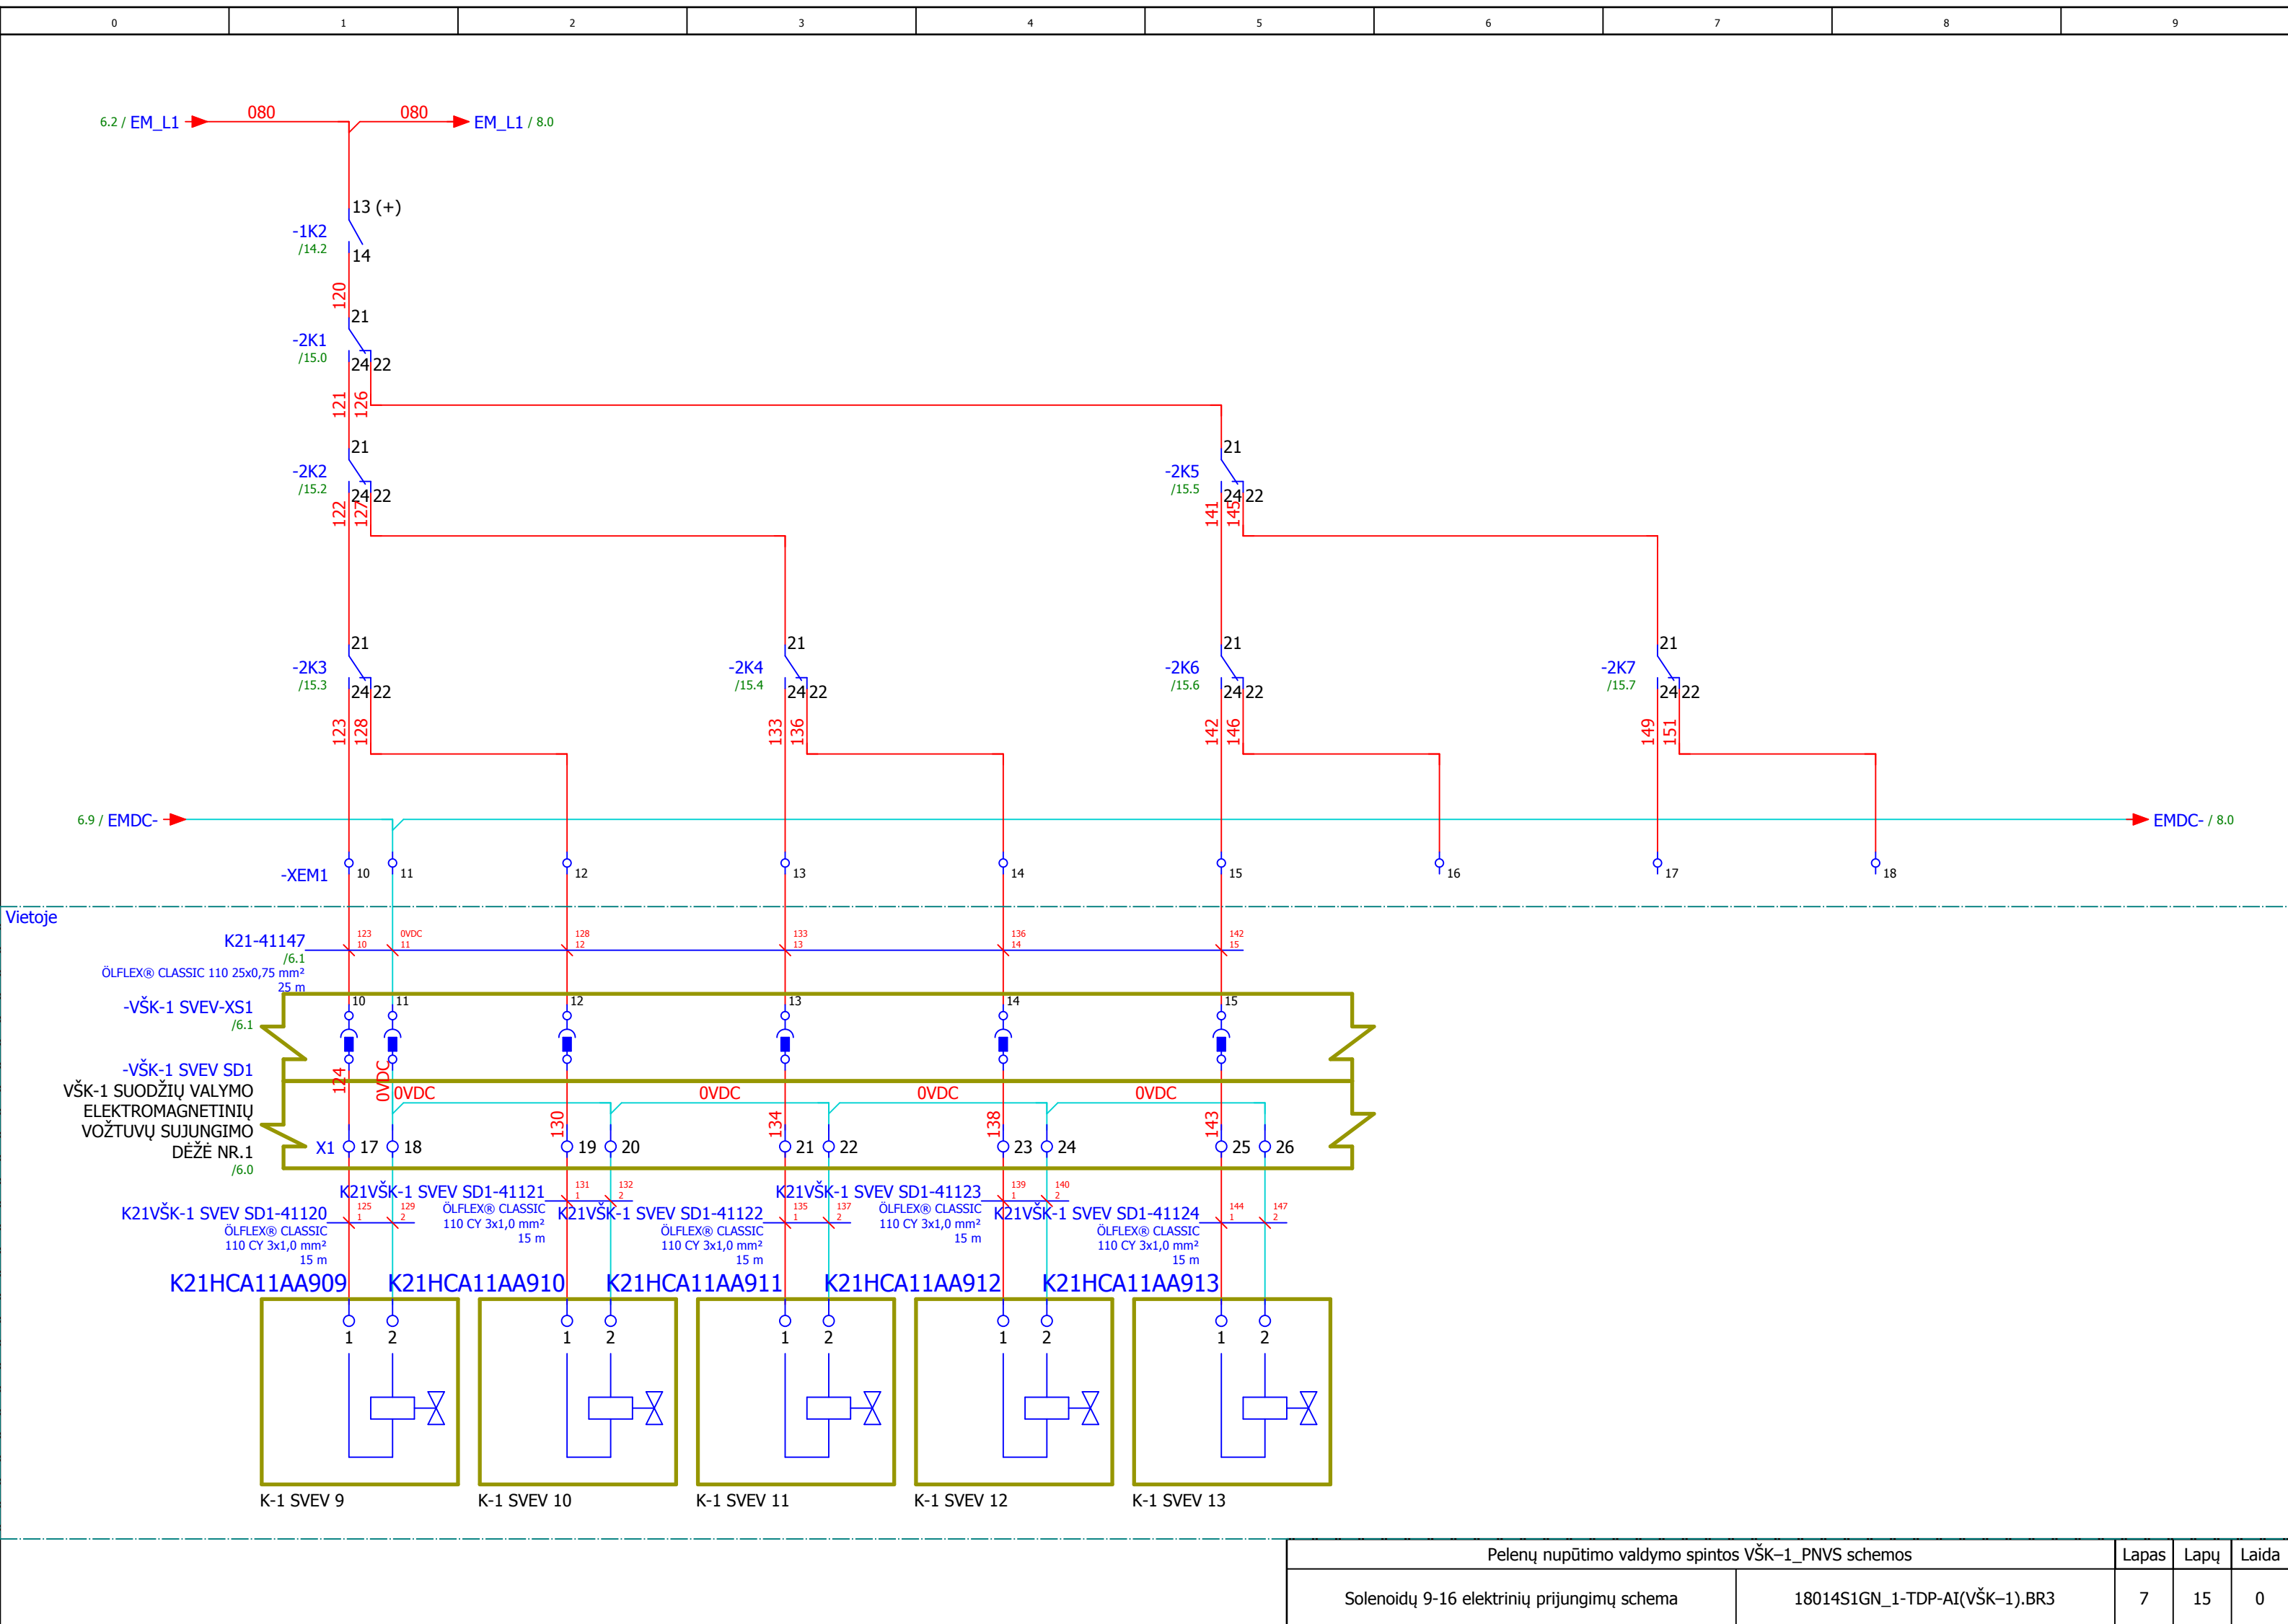 0 1 2 3 4 5 6 7 8 9
6.2 / EM_L1 080 080 EM_L1 / 8.0
13 (+)
-1K2
/14.2
14
120
21
-2K1
/15.0
24 22
121 126
21 21
-2K2 -2K5
/15.2 /15.5
24 22 24 22
122 127 141 145
21 21 21 21
-2K3 -2K4 -2K6 -2K7
/15.3 /15.4 /15.6 /15.7
24 22 24 22 24 22 24 22
123 128 133 136 142 146 149 151
6.9 / EMDC- EMDC- / 8.0
-XEM1 10 11 12 13 14 15 16 17 18
Vietoje
123 0VDC 128 133 136 142
K21-41147 10 11 12 13 14 15
/6.1
ÖLFLEX® CLASSIC 110 25x0,75 mm²
25 m
10 11 12 13 14 15
-VŠK-1 SVEV-XS1
/6.1
-VŠK-1 SVEV SD1
VŠK-1 SUODŽIŲ VALYMO
ELEKTROMAGNETINIŲ
VOŽTUVŲ SUJUNGIMO
DĖŽĖ NR.1
/6.0
124 0VDC 0VDC 130 0VDC 134 0VDC 138 0VDC 143
X1 17 18 19 20 21 22 23 24 25 26
K21VŠK-1 SVEV SD1-41121 131 132
1 2
ÖLFLEX® CLASSIC
110 CY 3x1,0 mm²
15 m
K21VŠK-1 SVEV SD1-41123 139 140
1 2
ÖLFLEX® CLASSIC
110 CY 3x1,0 mm²
15 m
K21VŠK-1 SVEV SD1-41120 125 129
1 2
ÖLFLEX® CLASSIC
110 CY 3x1,0 mm²
15 m
K21VŠK-1 SVEV SD1-41122 135 137
1 2
ÖLFLEX® CLASSIC
110 CY 3x1,0 mm²
15 m
K21VŠK-1 SVEV SD1-41124 144 147
1 2
ÖLFLEX® CLASSIC
110 CY 3x1,0 mm²
15 m
K21HCA11AA909 K21HCA11AA910 K21HCA11AA911 K21HCA11AA912 K21HCA11AA913
1 2 1 2 1 2 1 2 1 2
K-1 SVEV 9 K-1 SVEV 10 K-1 SVEV 11 K-1 SVEV 12 K-1 SVEV 13
Pelenų nupūtimo valdymo spintos VŠK–1_PNVS schemos Lapas Lapų Laida
Solenoidų 9-16 elektrinių prijungimų schema 18014S1GN_1-TDP-AI(VŠK–1).BR3 7 15 0